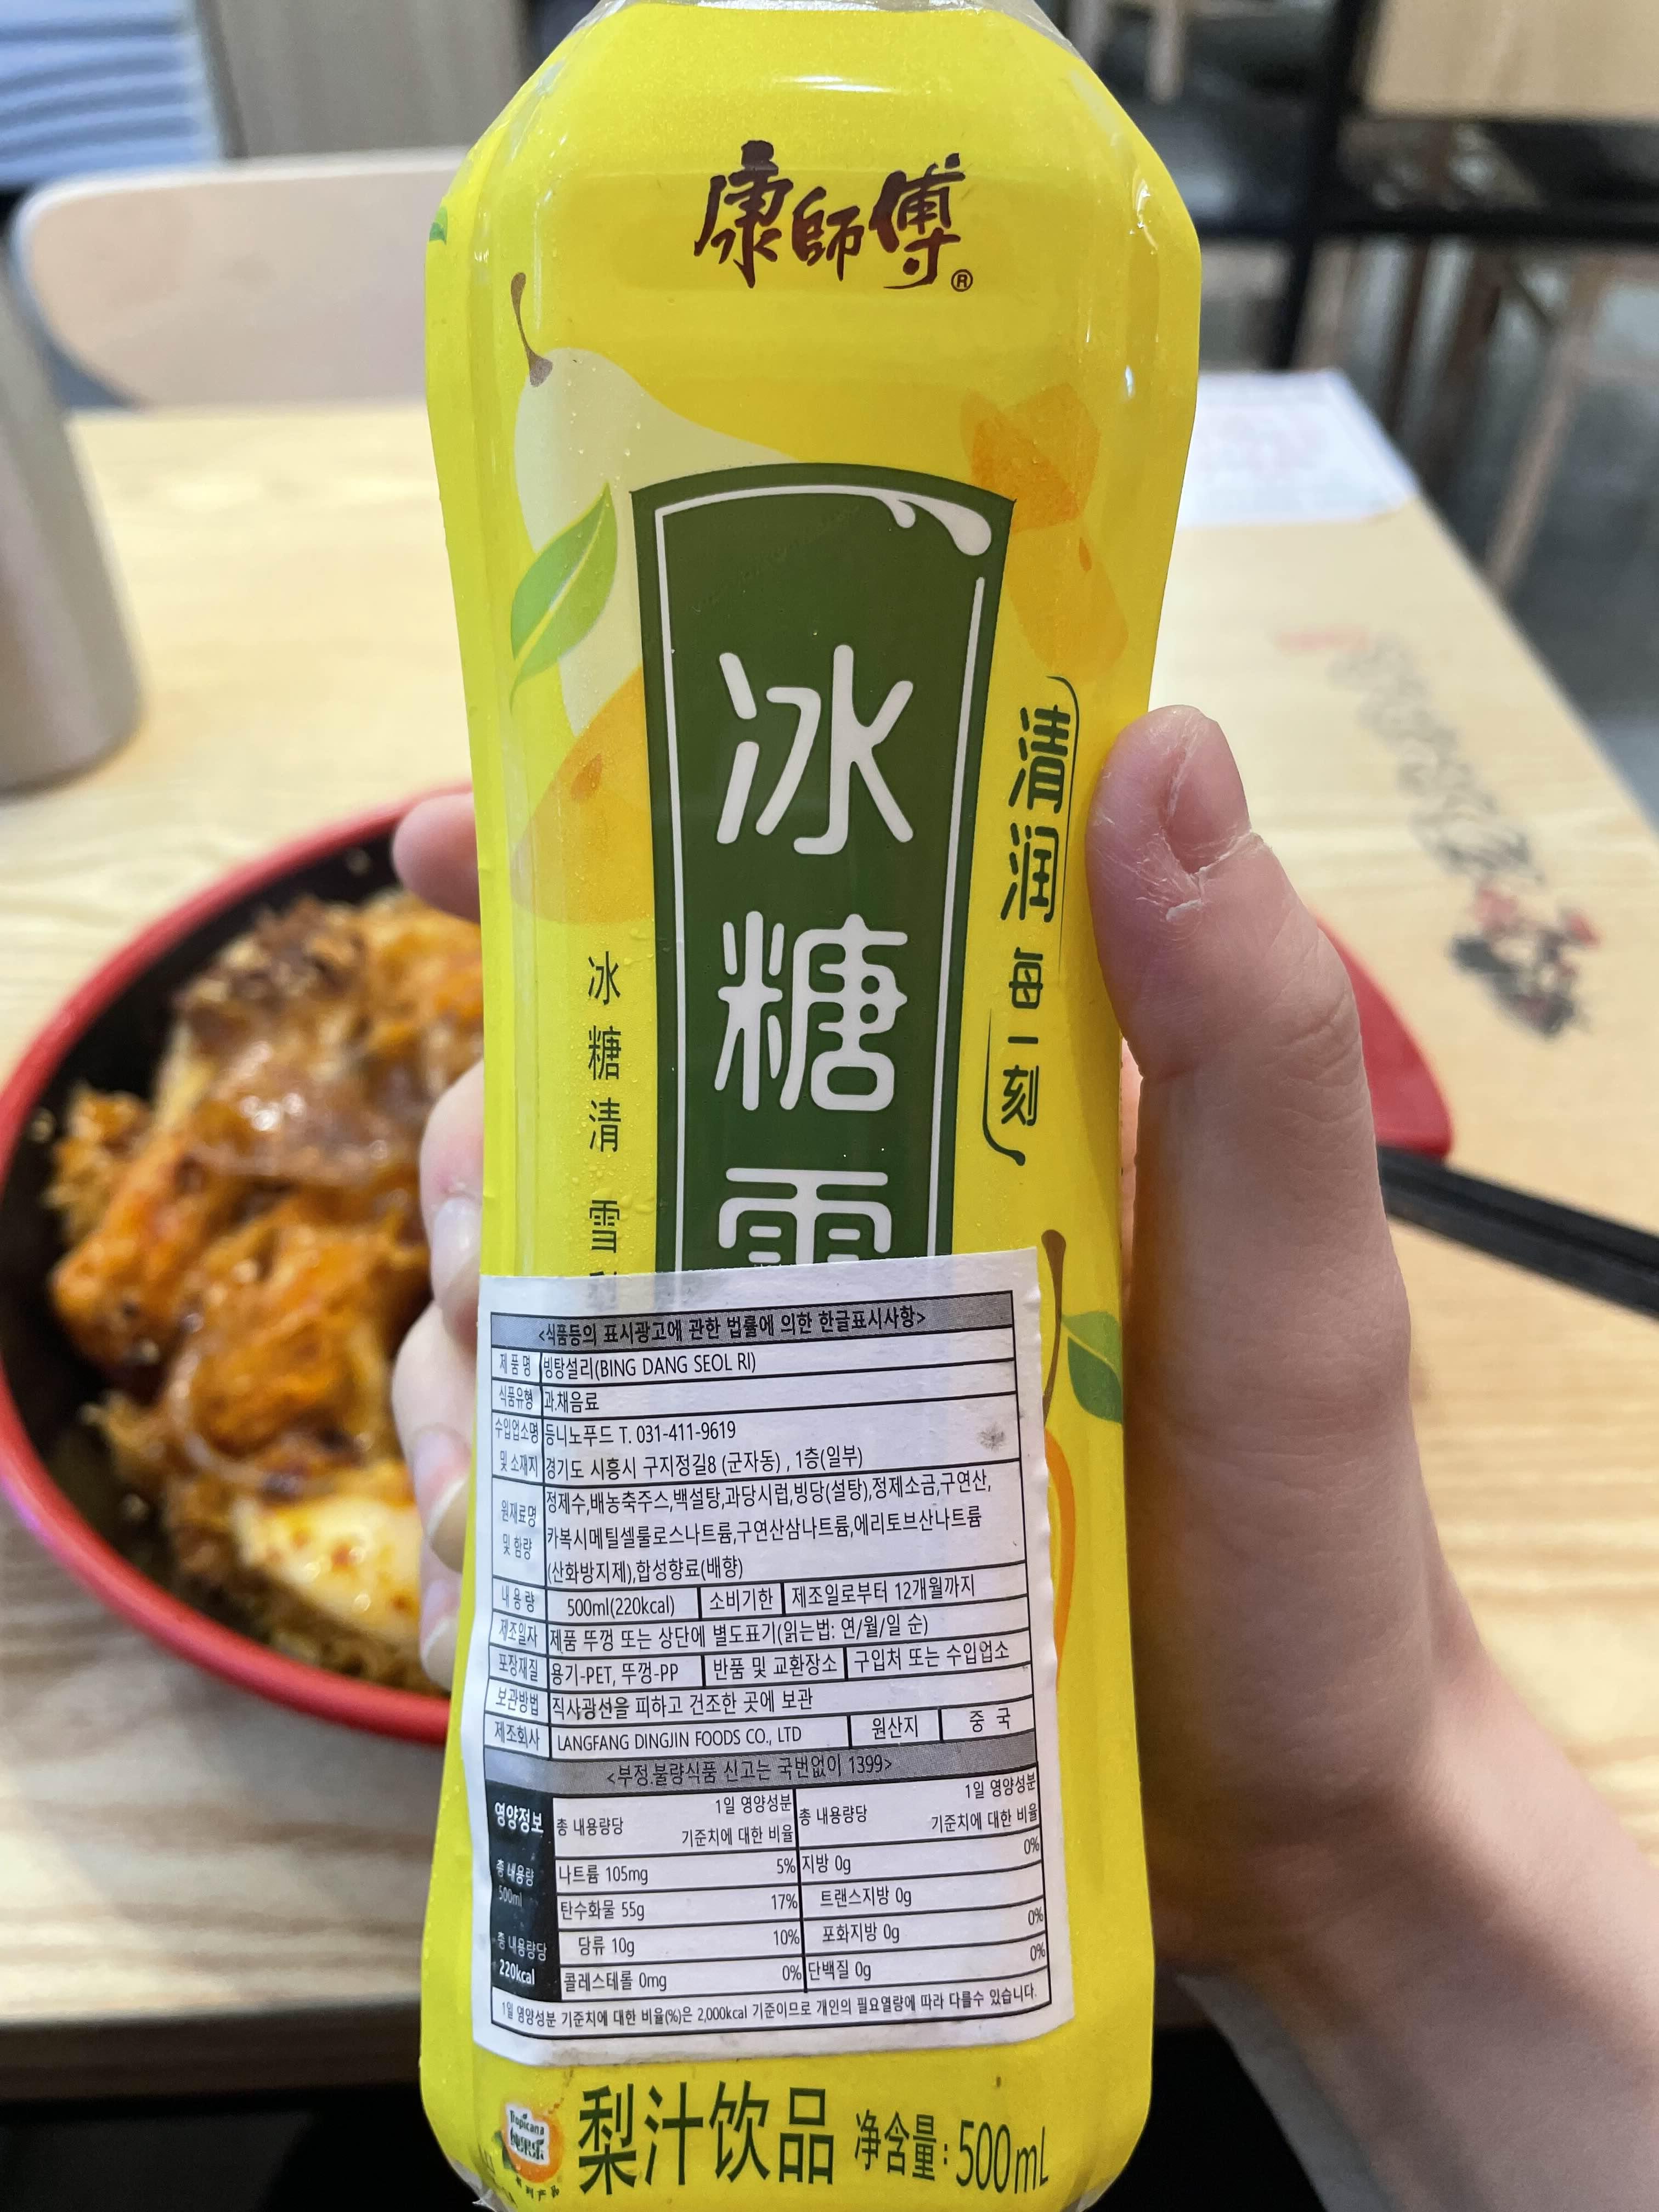 康師傅®
冰糖
清润
每一刻
冰糖清 雪
<식품등의 표시광고에 관한 법률에 의한 한글표시사항>
제품명 빙탕설리(BING DANG SEOL RI)
식품유형 과.채음료
수입업소명 등니노푸드 T. 031-411-9619
및 소재지 경기도 시흥시 구지정길8 (군자동) , 1층(일부)
원재료명 정제수,배농축주스,백설탕,과당시럽,빙당(설탕),정제소금,구연산,
및 함량 카복시메틸셀룰로스나트륨,구연산삼나트륨,에리토브산나트륨
(산화방지제),합성향료(배향)
내용량 500ml(220kcal) 소비기한 제조일로부터 12개월까지
제조일자 제품 뚜껑 또는 상단에 별도표기(읽는법: 연/월/일 순)
포장재질 용기-PET, 뚜껑-PP 반품 및 교환장소 구입처 또는 수입업소
보관방법 직사광선을 피하고 건조한 곳에 보관
제조회사 LANGFANG DINGJIN FOODS CO., LTD 원산지 중 국
<부정.불량식품 신고는 국번없이 1399>
영양정보
총 내용량
500ml
총 내용량당
220kcal
총 내용량당 1일 영양성분
기준치에 대한 비율
총 내용량당 1일 영양성분
기준치에 대한 비율
나트륨 105mg 5% 지방 0g 0%
탄수화물 55g 17% 트랜스지방 0g
당류 10g 10% 포화지방 0g 0%
콜레스테롤 0mg 0% 단백질 0g 0%
1일 영양성분 기준치에 대한 비율(%)은 2,000kcal 기준이므로 개인의 필요열량에 따라 다를수 있습니다.
Tropicana
梨汁饮品 净含量:500mL